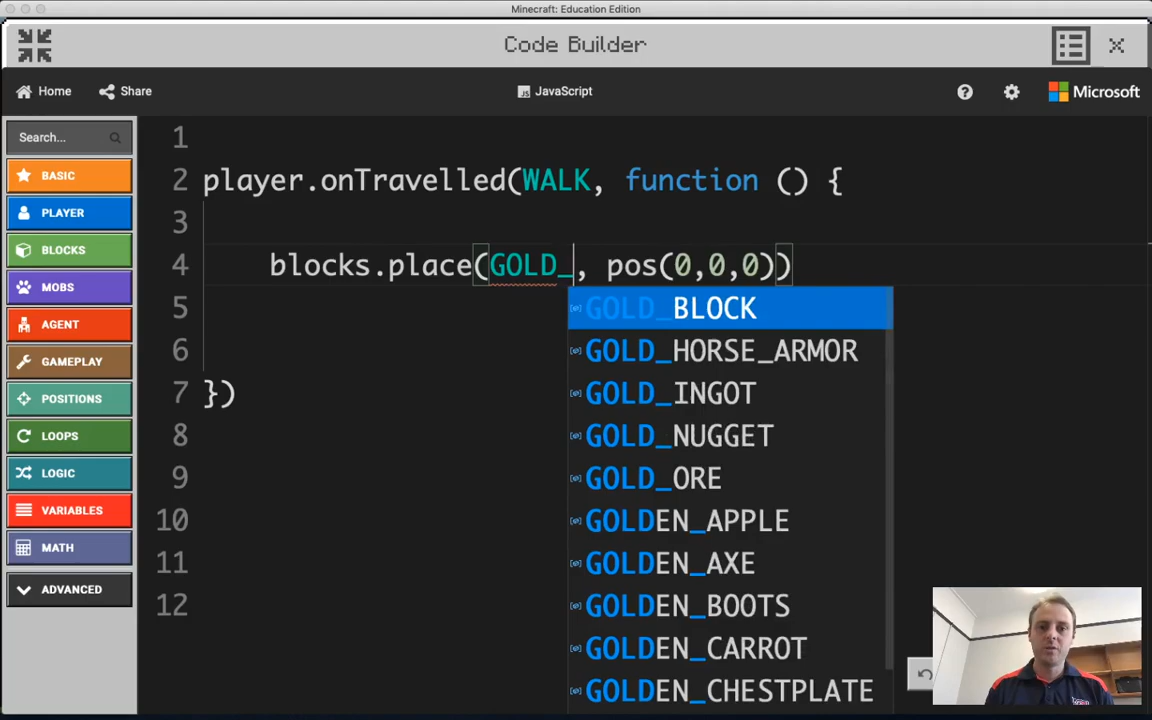 Minecraft: Education Edition
Code Builder
Home
Share
JavaScript
Microsoft
Search...
BASIC
PLAYER
BLOCKS
MOBS
AGENT
GAMEPLAY
POSITIONS
LOOPS
LOGIC
VARIABLES
MATH
ADVANCED
1
2 player.onTravelled(WALK, function () {
3
4 blocks.place(GOLD_, pos(0,0,0))
5
6
7 })
8
9
10
11
12
GOLD_BLOCK
GOLD_HORSE_ARMOR
GOLD_INGOT
GOLD_NUGGET
GOLD_ORE
GOLDEN_APPLE
GOLDEN_AXE
GOLDEN_BOOTS
GOLDEN_CARROT
GOLDEN_CHESTPLATE